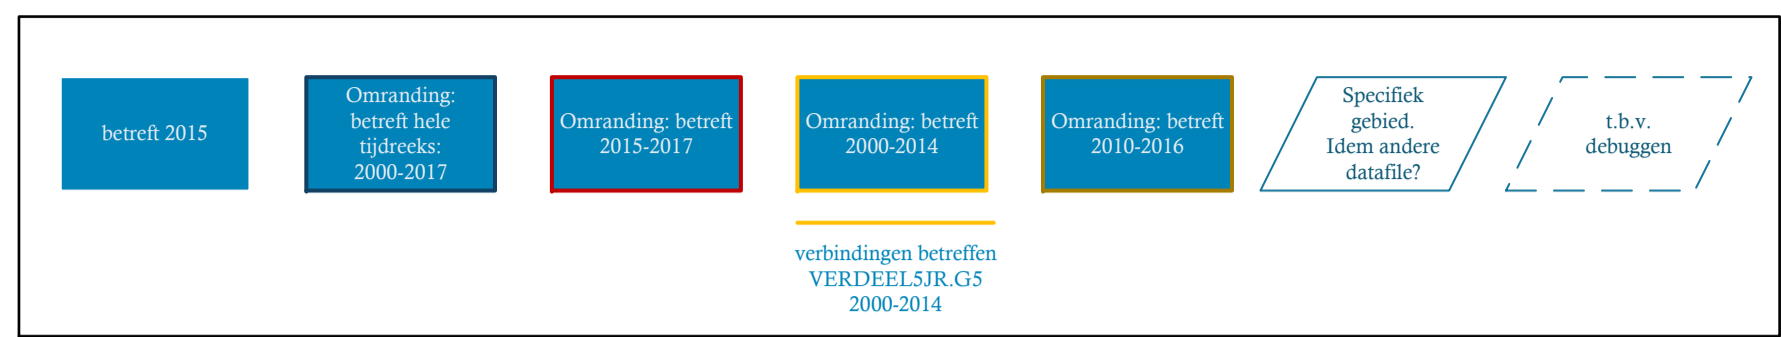 betreft 2015
Omranding:
betreft hele
tijdreeks:
2000-2017
Omranding: betreft
2015-2017
Omranding: betreft
2000-2014
Omranding: betreft
2010-2016
Specifiek
gebied.
Idem andere
datafile?
t.b.v.
debuggen
verbindingen betreffen
VERDEEL5JR.G5
2000-2014